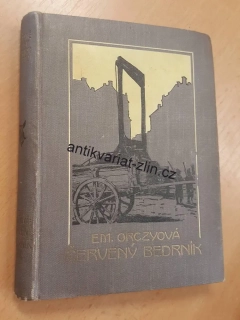 antikvariat-zlin.cz
EM. ORCZYOVÁ
ČERVENÝ BEDRNÍK